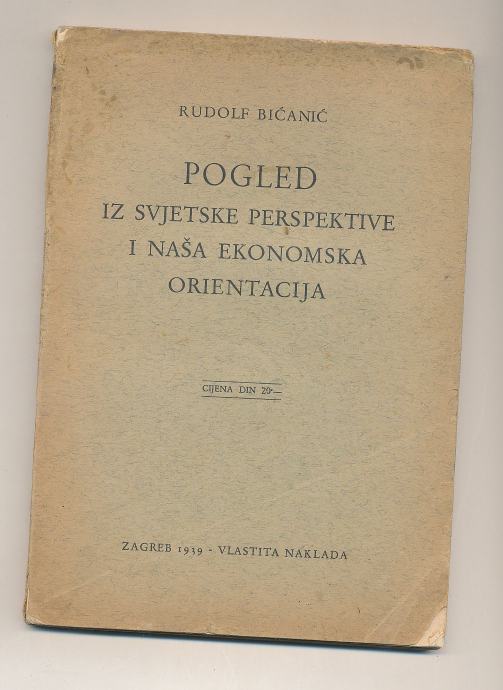 RUDOLF BIĆANIĆ
POGLED
IZ SVJETSKE PERSPEKTIVE
I NAŠA EKONOMSKA
ORIENTACIJA
CIJENA DIN 20·—
ZAGREB 1939 - VLASTITA NAKLADA